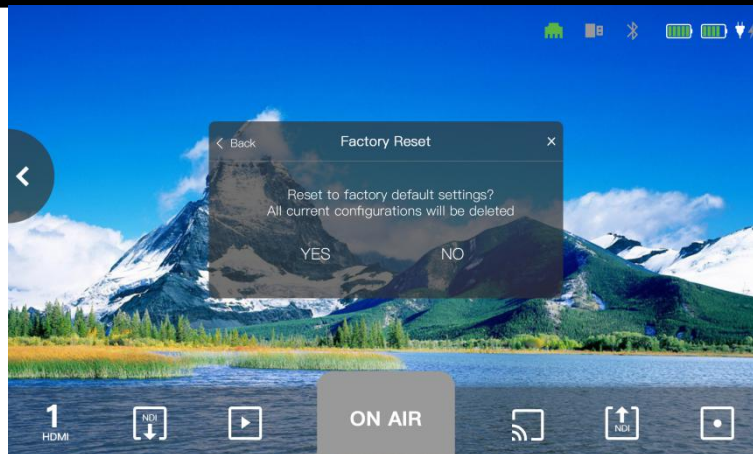 < Back
Factory Reset
×
Reset to factory default settings?
All current configurations will be deleted
YES
NO
1
HDMI
NDI
ON AIR
NDI